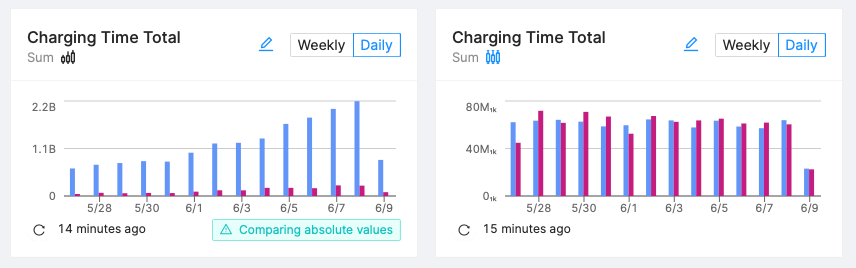 Charging Time Total
Sum
Weekly Daily
2.2B
1.1B
0
5/28 5/30 6/1 6/3 6/5 6/7 6/9
14 minutes ago
Comparing absolute values
Charging Time Total
Sum
Weekly Daily
80M1k
40M1k
01k
5/28 5/30 6/1 6/3 6/5 6/7 6/9
15 minutes ago